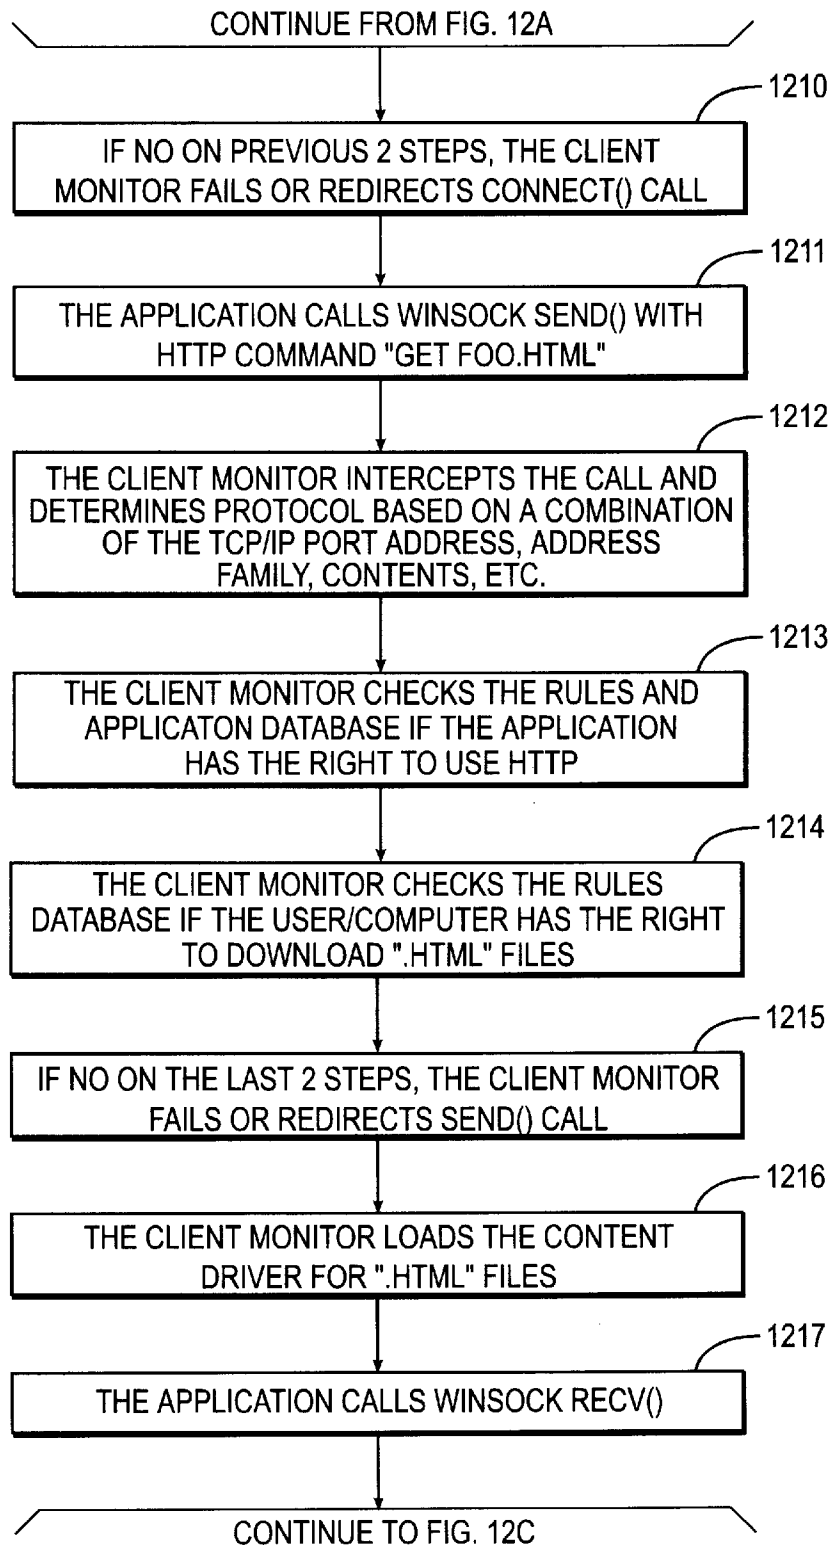 CONTINUE FROM FIG. 12A
1210
IF NO ON PREVIOUS 2 STEPS, THE CLIENT
MONITOR FAILS OR REDIRECTS CONNECT() CALL
1211
THE APPLICATION CALLS WINSOCK SEND() WITH
HTTP COMMAND "GET FOO.HTML"
1212
THE CLIENT MONITOR INTERCEPTS THE CALL AND
DETERMINES PROTOCOL BASED ON A COMBINATION
OF THE TCP/IP PORT ADDRESS, ADDRESS
FAMILY, CONTENTS, ETC.
1213
THE CLIENT MONITOR CHECKS THE RULES AND
APPLICATON DATABASE IF THE APPLICATION
HAS THE RIGHT TO USE HTTP
1214
THE CLIENT MONITOR CHECKS THE RULES
DATABASE IF THE USER/COMPUTER HAS THE RIGHT
TO DOWNLOAD ".HTML" FILES
1215
IF NO ON THE LAST 2 STEPS, THE CLIENT MONITOR
FAILS OR REDIRECTS SEND() CALL
1216
THE CLIENT MONITOR LOADS THE CONTENT
DRIVER FOR ".HTML" FILES
1217
THE APPLICATION CALLS WINSOCK RECV()
CONTINUE TO FIG. 12C